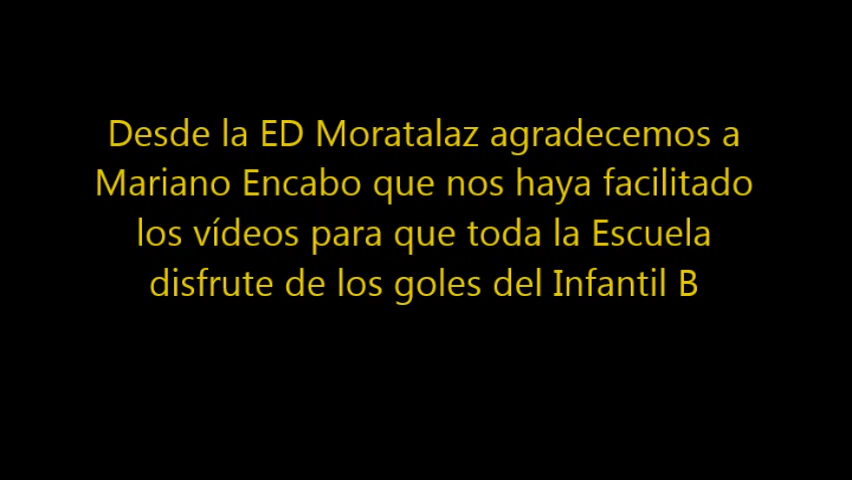 Desde la ED Moratalaz agradecemos a
Mariano Encabo que nos haya facilitado
los vídeos para que toda la Escuela
disfrute de los goles del Infantil B